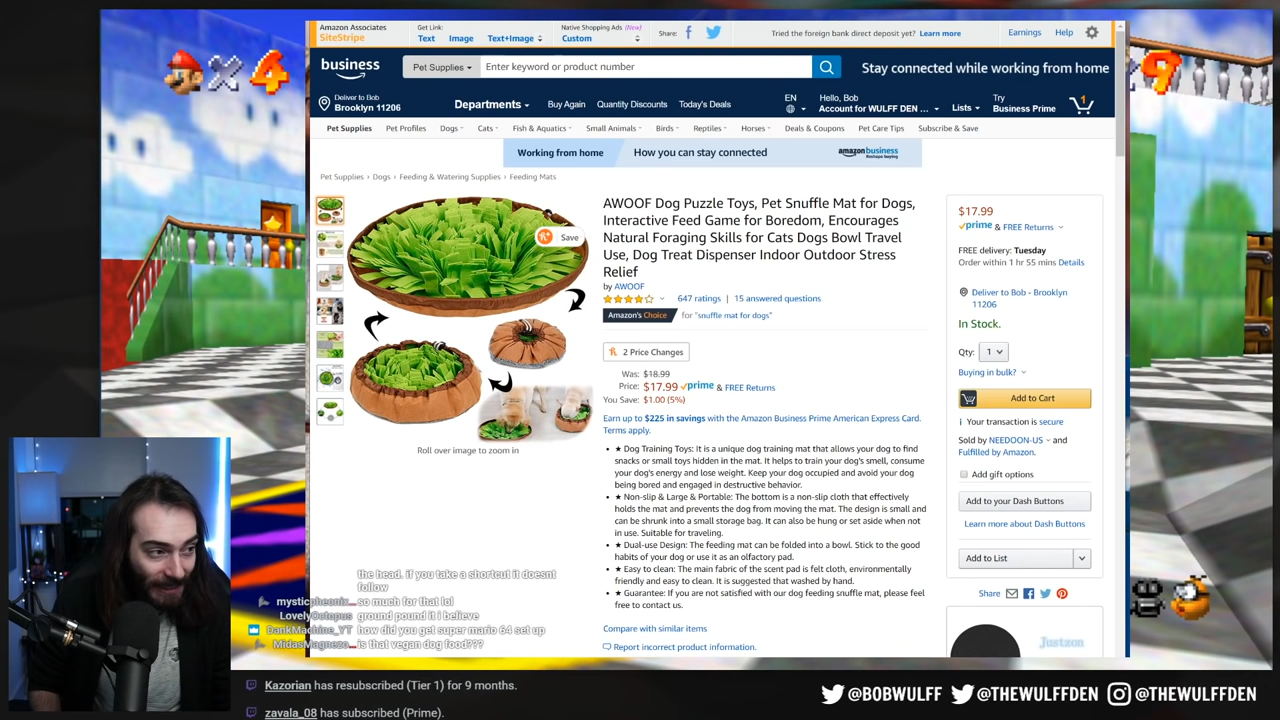 Amazon Associates
SiteStripe
Get Link:
Text Image Text+Image
Native Shopping Ads (New)
Custom
Share:
Tried the foreign bank direct deposit yet? Learn more
Earnings Help
business
Pet Supplies
Enter keyword or product number
Stay connected while working from home
Deliver to Bob
Brooklyn 11206
Departments
Buy Again Quantity Discounts Today's Deals
EN
Hello, Bob
Account for WULFF DEN ...
Lists
Try
Business Prime
1
Pet Supplies Pet Profiles Dogs Cats Fish & Aquatics Small Animals Birds Reptiles Horses Deals & Coupons Pet Care Tips Subscribe & Save
Working from home How you can stay connected amazonbusiness
Pet Supplies › Dogs › Feeding & Watering Supplies › Feeding Mats
4
Save
Roll over image to zoom in
AWOOF Dog Puzzle Toys, Pet Snuffle Mat for Dogs,
Interactive Feed Game for Boredom, Encourages
Natural Foraging Skills for Cats Dogs Bowl Travel
Use, Dog Treat Dispenser Indoor Outdoor Stress
Relief
by AWOOF
647 ratings | 15 answered questions
Amazon's Choice for "snuffle mat for dogs"
2 Price Changes
Was: $18.99
Price: $17.99 prime & FREE Returns
You Save: $1.00 (5%)
Earn up to $225 in savings with the Amazon Business Prime American Express Card.
Terms apply.
• ★ Dog Training Toys: It is a unique dog training mat that allows your dog to find
snacks or small toys hidden in the mat. It helps to train your dog's smell, consume
your dog's energy and lose weight. Keep your dog occupied and avoid your dog
being bored and engaged in destructive behavior.
• ★ Non-slip & Large & Portable: The bottom is a non-slip cloth that effectively
holds the mat and prevents the dog from moving the mat. The design is small and
can be shrunk into a small storage bag. It can also be hung or set aside when not
in use. Suitable for traveling.
• ★ Dual-use Design: The feeding mat can be folded into a bowl. Stick to the good
habits of your dog or use it as an olfactory pad.
• ★ Easy to clean: The main fabric of the scent pad is felt cloth, environmentally
friendly and easy to clean. It is suggested that washed by hand.
• ★ Guarantee: If you are not satisfied with our dog feeding snuffle mat, please feel
free to contact us.
Compare with similar items
Report incorrect product information.
$17.99
prime & FREE Returns
FREE delivery: Tuesday
Order within 1 hr 55 mins Details
Deliver to Bob - Brooklyn
11206
In Stock.
Qty: 1
Buying in bulk?
Add to Cart
Your transaction is secure
Sold by NEEDOON-US and
Fulfilled by Amazon.
Add gift options
Add to your Dash Buttons
Learn more about Dash Buttons
Add to List
Share
Justzon
the head. if you take a shortcut it doesnt
follow
mysticpheonix... so much for that lol
LovelyOctopus ground pound it I believe
DankMachine_YT how did you get super mario 64 set up
MidasMagnezo... is that vegan dog food???
Kazorian has resubscribed (Tier 1) for 9 months.
zavala_08 has subscribed (Prime).
@BOBWULFF @THEWULFFDEN @THEWULFFDEN